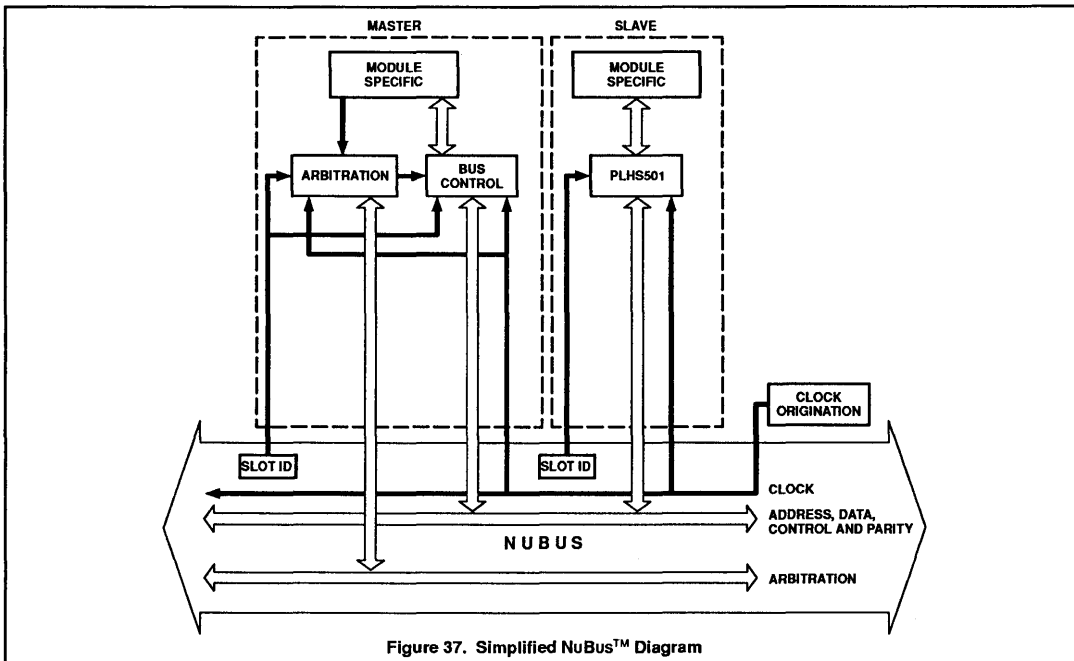 MASTER
SLAVE
MODULE
SPECIFIC
MODULE
SPECIFIC
ARBITRATION
BUS
CONTROL
PLHS501
CLOCK
ORIGINATION
SLOT ID
SLOT ID
CLOCK
ADDRESS, DATA,
CONTROL AND PARITY
NUBUS
ARBITRATION
Figure 37. Simplified NuBus™ Diagram